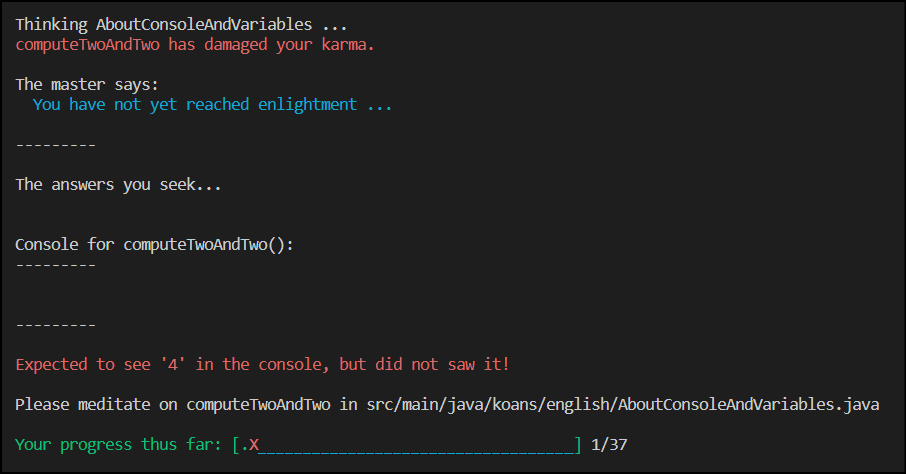 Thinking AboutConsoleAndVariables ...
computeTwoAndTwo has damaged your karma.
The master says:
You have not yet reached enlightment ...
---------
The answers you seek...
Console for computeTwoAndTwo():
---------
---------
Expected to see '4' in the console, but did not saw it!
Please meditate on computeTwoAndTwo in src/main/java/koans/english/AboutConsoleAndVariables.java
Your progress thus far: [.X___________________________________] 1/37